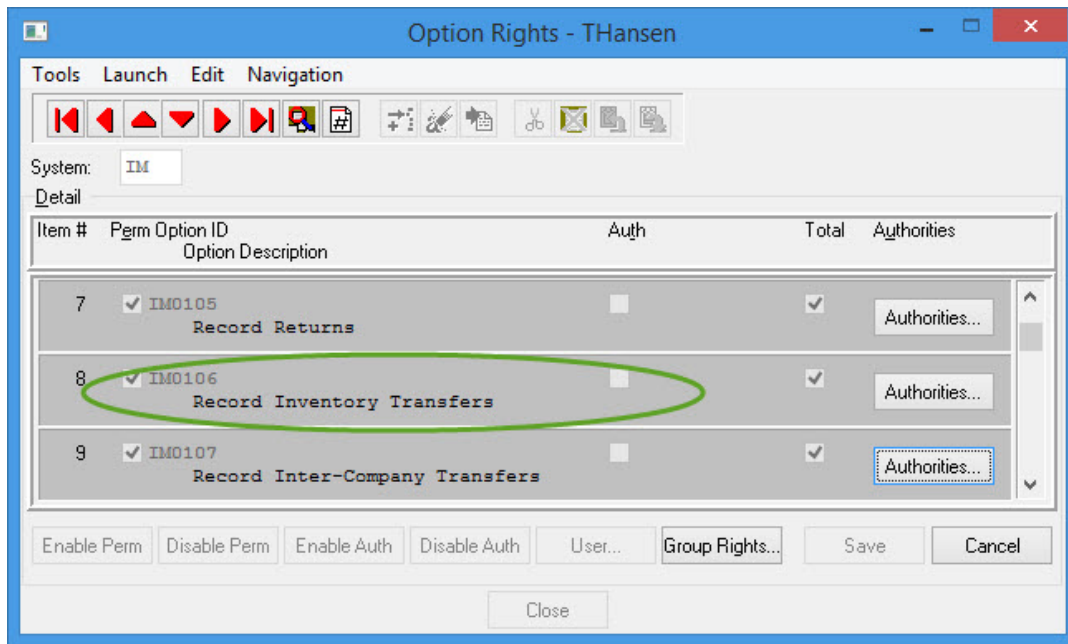 Option Rights - THansen
Tools Launch Edit Navigation
System: IM
Detail
Item # Perm Option ID Auth Total Authorities
Option Description
7 IM0105 Authorities...
Record Returns
8 IM0106 Authorities...
Record Inventory Transfers
9 IM0107 Authorities...
Record Inter-Company Transfers
Enable Perm Disable Perm Enable Auth Disable Auth User... Group Rights... Save Cancel
Close